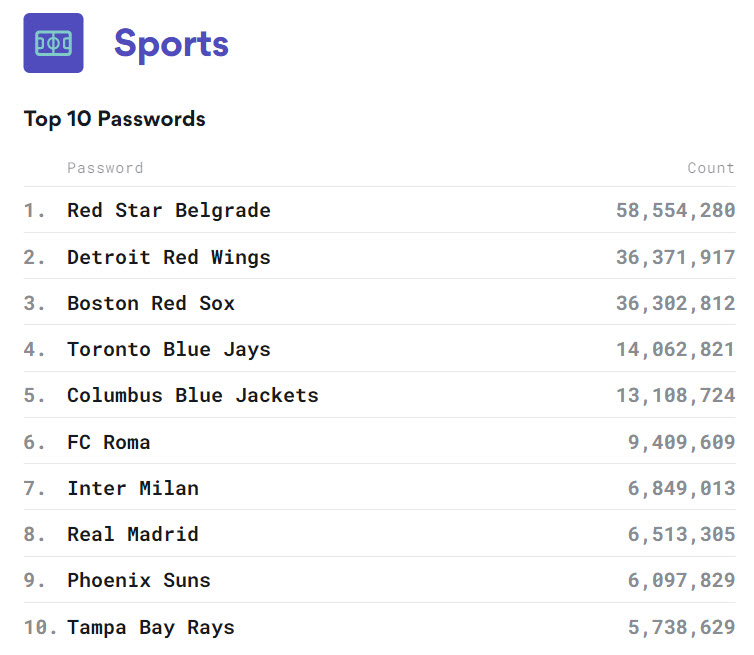 Sports
Top 10 Passwords
Password Count
1. Red Star Belgrade 58,554,280
2. Detroit Red Wings 36,371,917
3. Boston Red Sox 36,302,812
4. Toronto Blue Jays 14,062,821
5. Columbus Blue Jackets 13,108,724
6. FC Roma 9,409,609
7. Inter Milan 6,849,013
8. Real Madrid 6,513,305
9. Phoenix Suns 6,097,829
10. Tampa Bay Rays 5,738,629